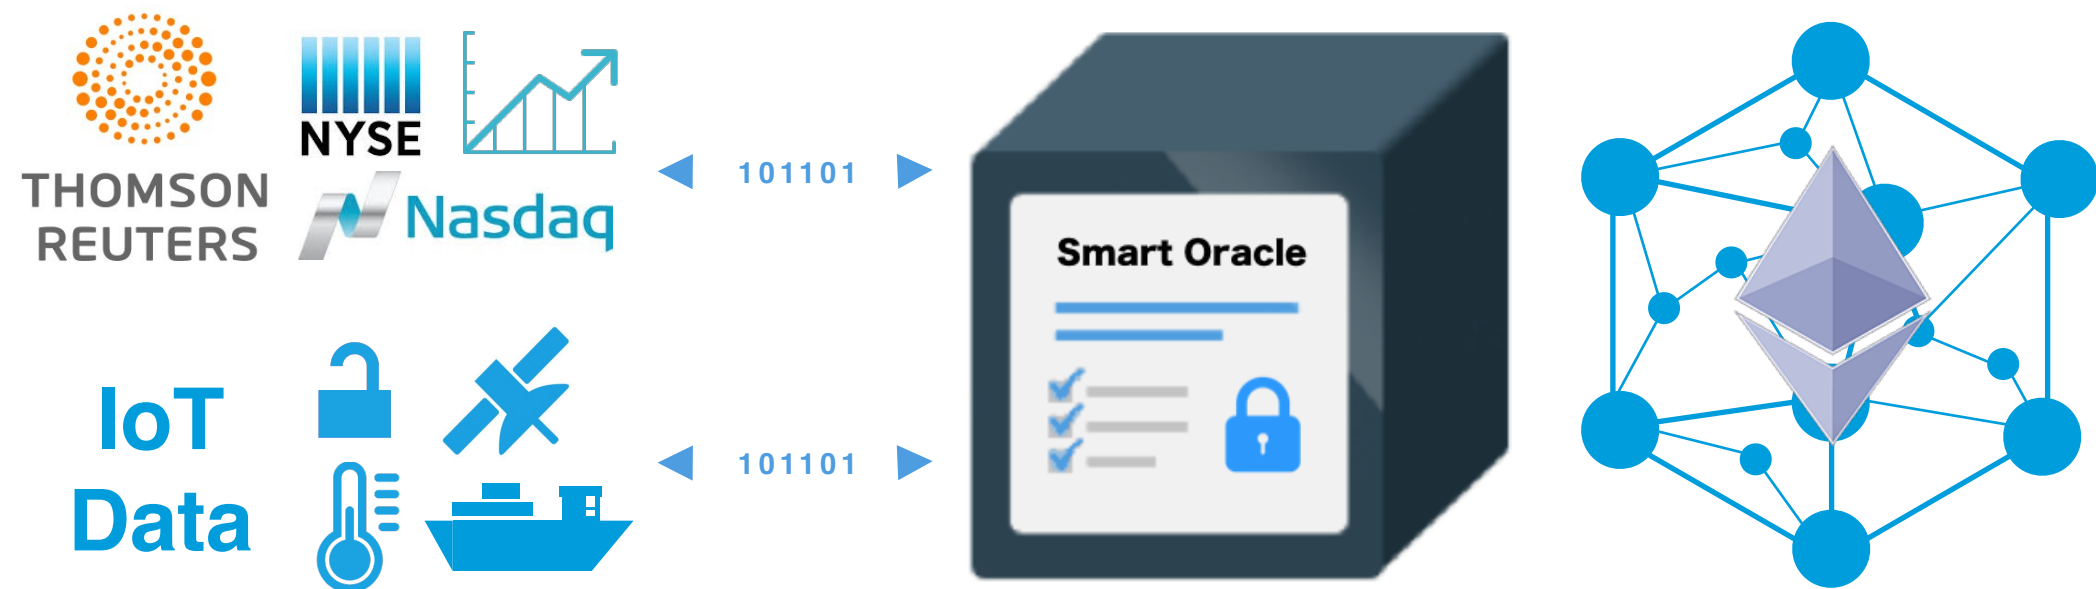 THOMSON
REUTERS
NYSE
Nasdaq
101101
Smart Oracle
IoT
Data
101101